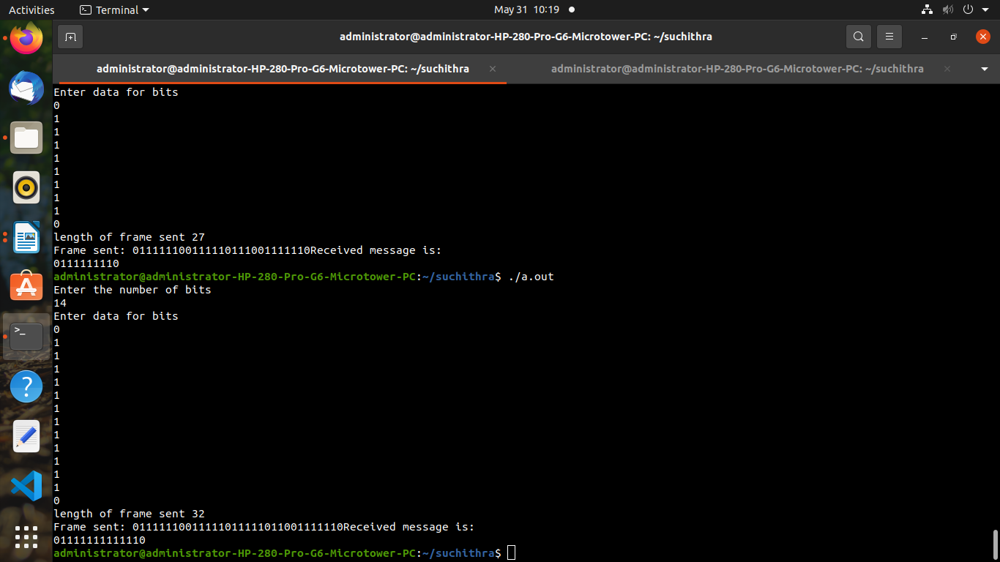 Activities
Terminal
May 31 10:19
administrator@administrator-HP-280-Pro-G6-Microtower-PC: ~/suchithra
administrator@administrator-HP-280-Pro-G6-Microtower-PC: ~/suchithra
administrator@administrator-HP-280-Pro-G6-Microtower-PC: ~/suchithra
Enter data for bits
0
1
1
1
1
1
1
1
1
0
length of frame sent 27
Frame sent: 011111100111110111001111110Received message is:
0111111110
administrator@administrator-HP-280-Pro-G6-Microtower-PC:~/suchithra$ ./a.out
Enter the number of bits
14
Enter data for bits
0
1
1
1
1
1
1
1
1
1
1
1
1
0
length of frame sent 32
Frame sent: 01111110011111011111011001111110Received message is:
01111111111110
administrator@administrator-HP-280-Pro-G6-Microtower-PC:~/suchithra$